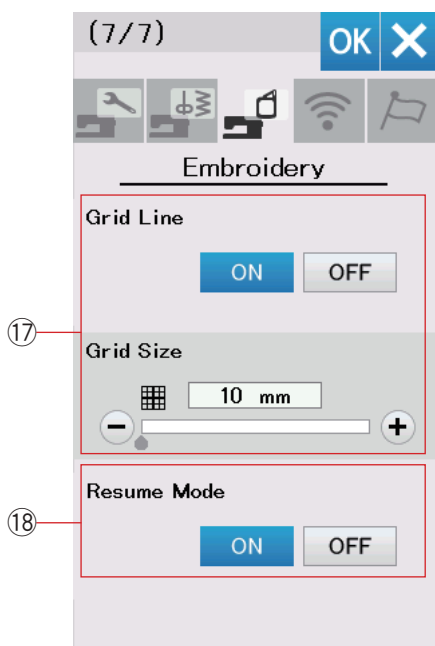 (7/7)
OK
Embroidery
Grid Line
ON OFF
⑰
Grid Size
10 mm
Resume Mode
⑱
ON OFF